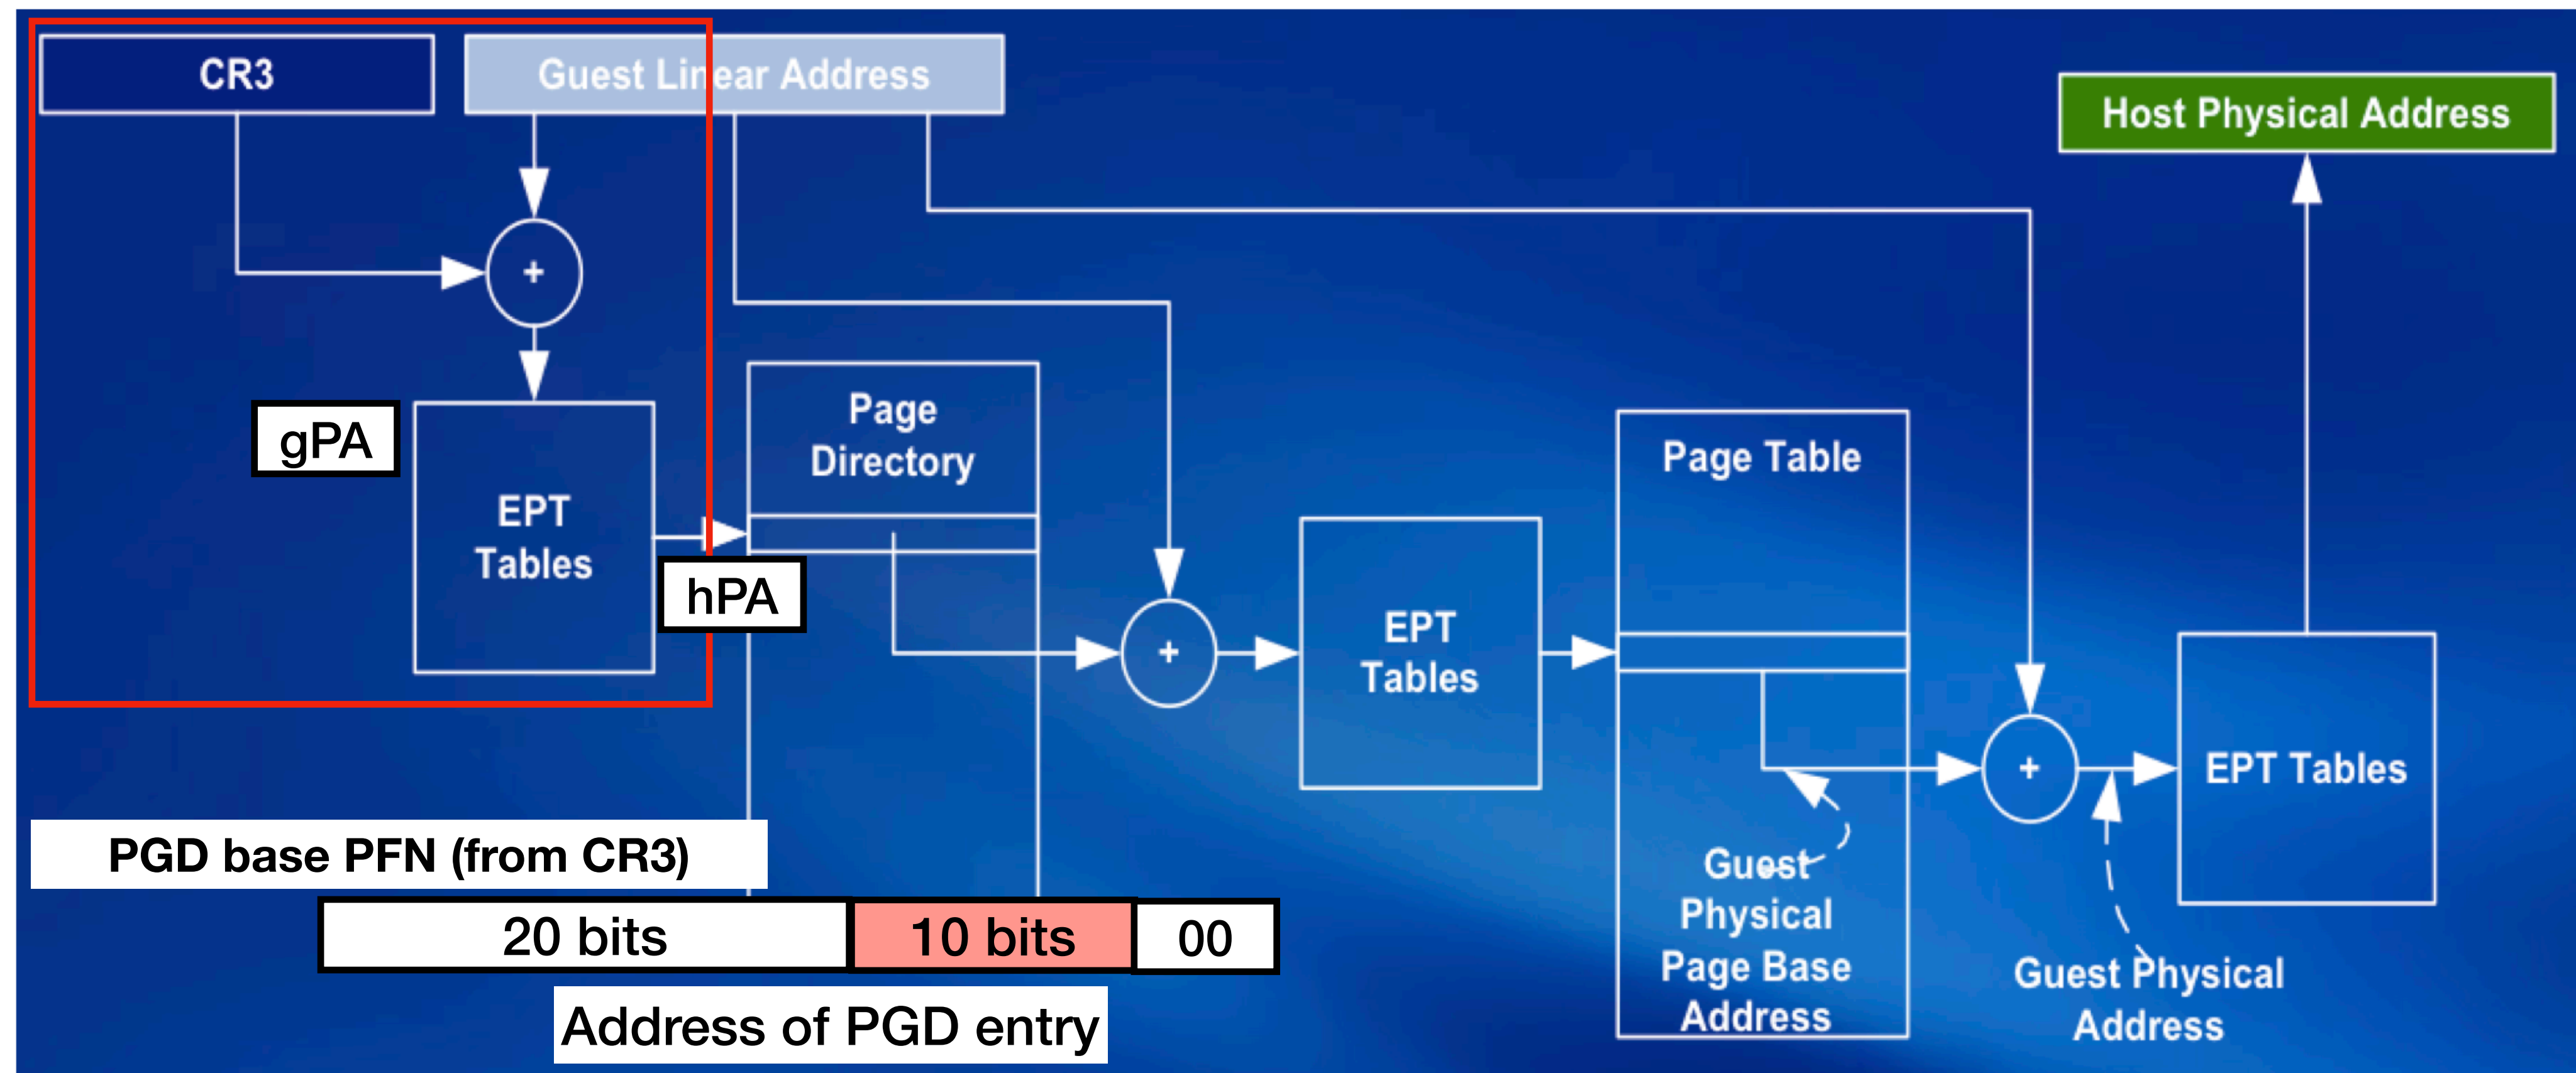 CR3
Guest Linear Address
Host Physical Address
+
gPA
EPT
Tables
hPA
Page
Directory
+
EPT
Tables
Page Table
Guest
Physical
Page Base
Address
+
EPT Tables
Guest Physical
Address
PGD base PFN (from CR3)
20 bits
10 bits
00
Address of PGD entry